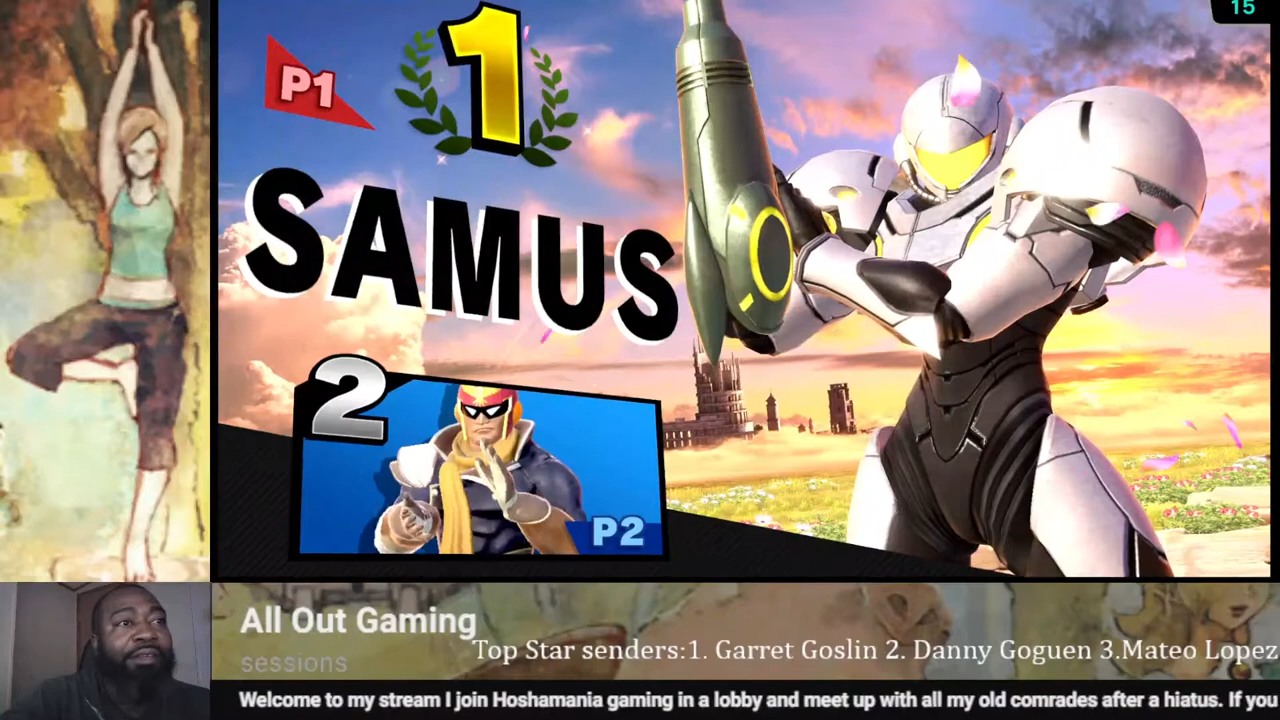 15
P1
1
SAMUS
2
P2
All Out Gaming
sessions
Top Star senders:1. Garret Goslin 2. Danny Goguen 3.Mateo Lopez
Welcome to my stream I join Hoshamania gaming in a lobby and meet up with all my old comrades after a hiatus. If you